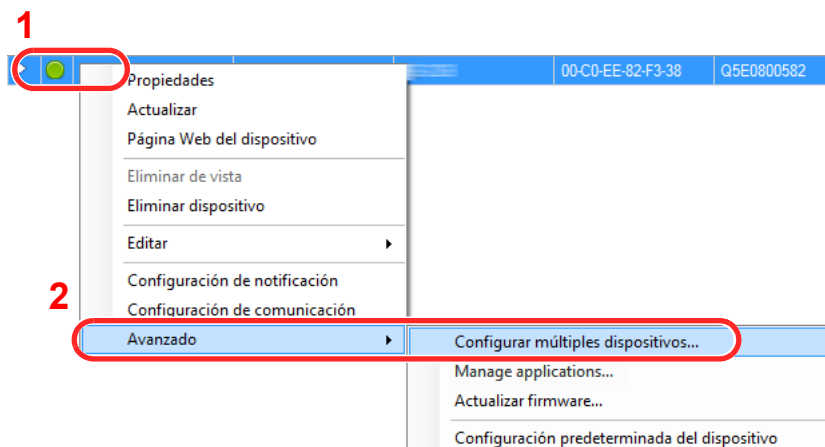 1
00-C0-EE-82-F3-38 Q5E0800582
Propiedades
Actualizar
Página Web del dispositivo
Eliminar de vista
Eliminar dispositivo
Editar
Configuración de notificación
2
Configuración de comunicación
Avanzado
Configurar múltiples dispositivos...
Manage applications...
Actualizar firmware...
Configuración predeterminada del dispositivo